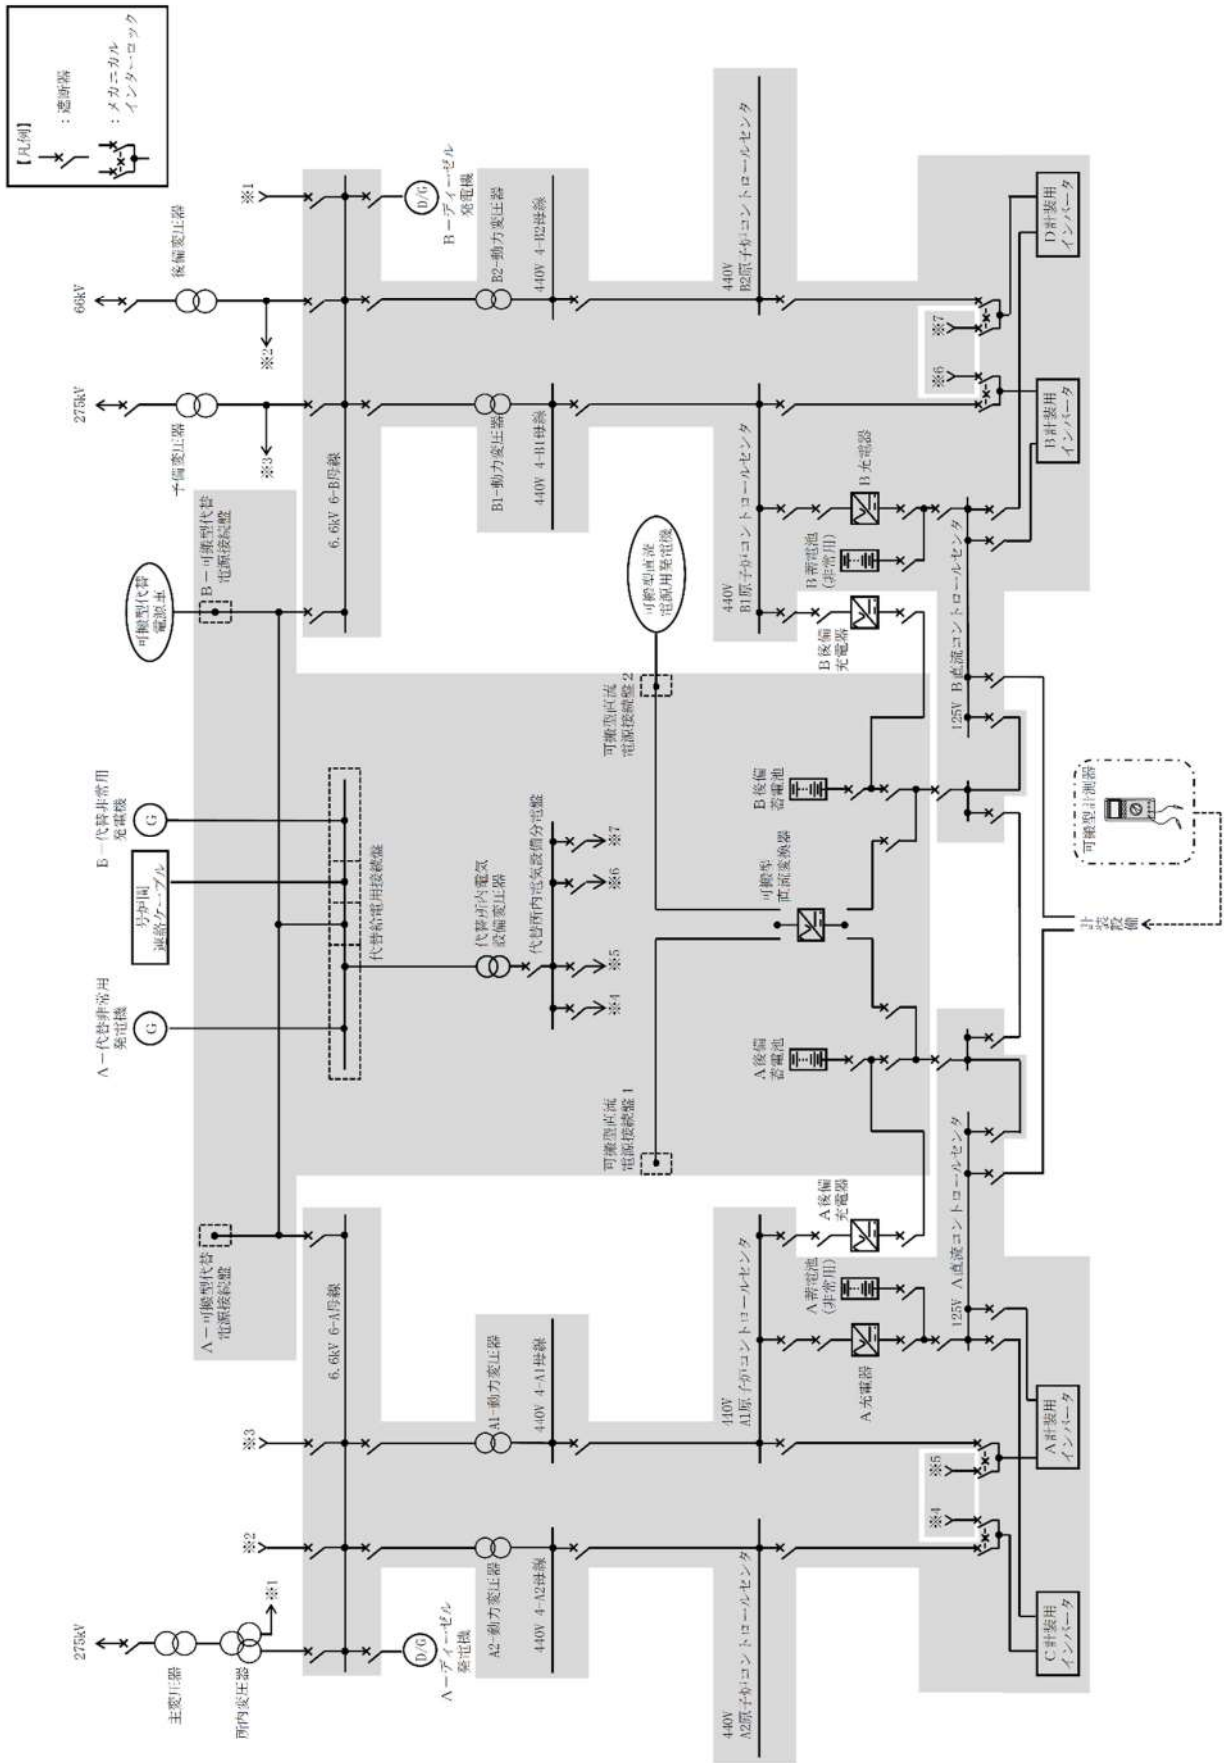 【凡例】
：遮断器
：メカニカル
インターロック
275kV
主変圧器
所内変圧器
※1
※2
※3
6.6kV 6-A母線
D/G
A－ディーゼル
発電機
A2-動力変圧器
440V 4-A2母線
A1-動力変圧器
440V 4-A1母線
440V
A2原子炉コントロールセンタ
440V
A1原子炉コントロールセンタ
A－可搬型代替
電源接続盤
A－代替非常用
発電機
G
号炉間
連絡ケーブル
B－代替非常用
発電機
G
可搬型代替
電源車
B－可搬型代替
電源接続盤
代替給電用接続盤
代替所内電気
設備変圧器
代替所内電気設備分電盤
※4
※5
※6
※7
275kV
予備変圧器
※3
66kV
後備変圧器
※2
※1
6.6kV 6-B母線
D/G
B－ディーゼル
発電機
B1-動力変圧器
440V 4-B1母線
B2-動力変圧器
440V 4-B2母線
440V
B1原子炉コントロールセンタ
440V
B2原子炉コントロールセンタ
可搬型直流
電源接続盤1
可搬型直流
電源接続盤2
可搬型直流
電源用発電機
A充電器
A蓄電池
(非常用)
A後備
充電器
A後備
蓄電池
可搬型
直流変換器
B後備
蓄電池
B後備
充電器
B蓄電池
(非常用)
B充電器
※4
※5
※6
※7
125V A直流コントロールセンタ
125V B直流コントロールセンタ
C計装用
インバータ
A計装用
インバータ
B計装用
インバータ
D計装用
インバータ
計装設備
可搬型計測器